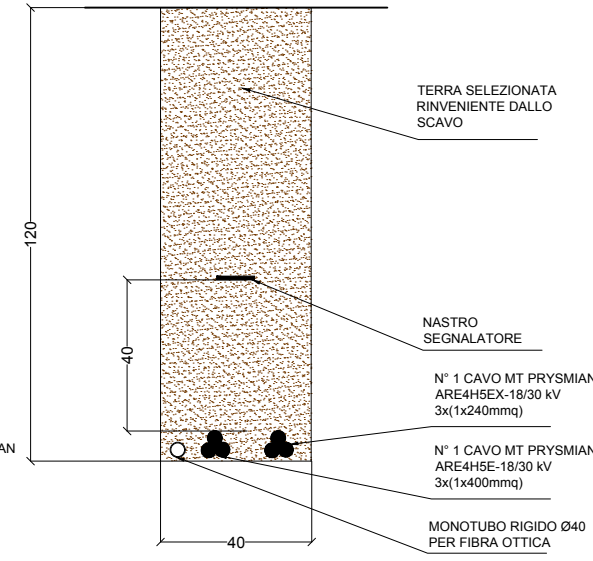 TERRA SELEZIONATA
RINVENIENTE DALLO
SCAVO
120
NASTRO
SEGNALATORE
40
N° 1 CAVO MT PRYSMIAN
ARE4H5EX-18/30 kV
3x(1x240mmq)
AN
N° 1 CAVO MT PRYSMIAN
ARE4H5E-18/30 kV
3x(1x400mmq)
MONOTUBO RIGIDO Ø40
PER FIBRA OTTICA
40